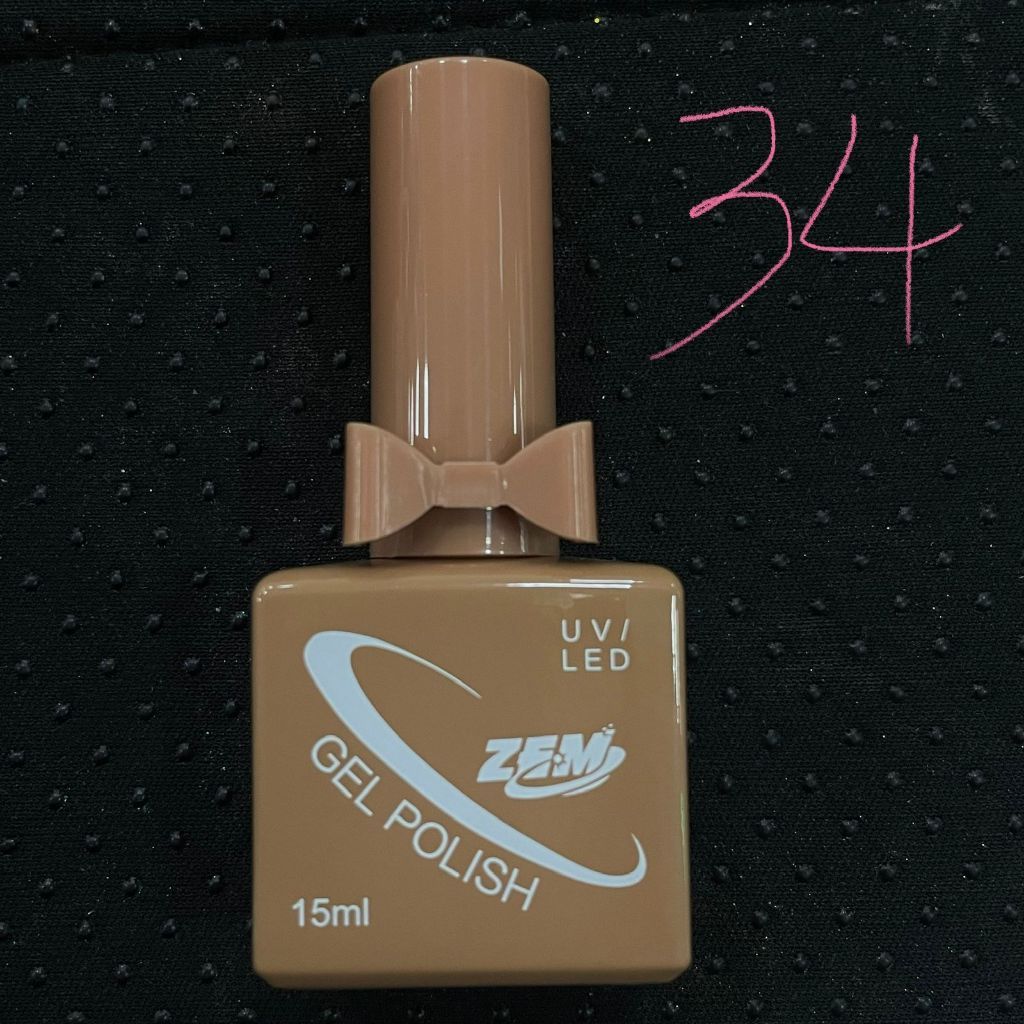 34
UV/
LED
ZEM
GEL POLISH
15ml